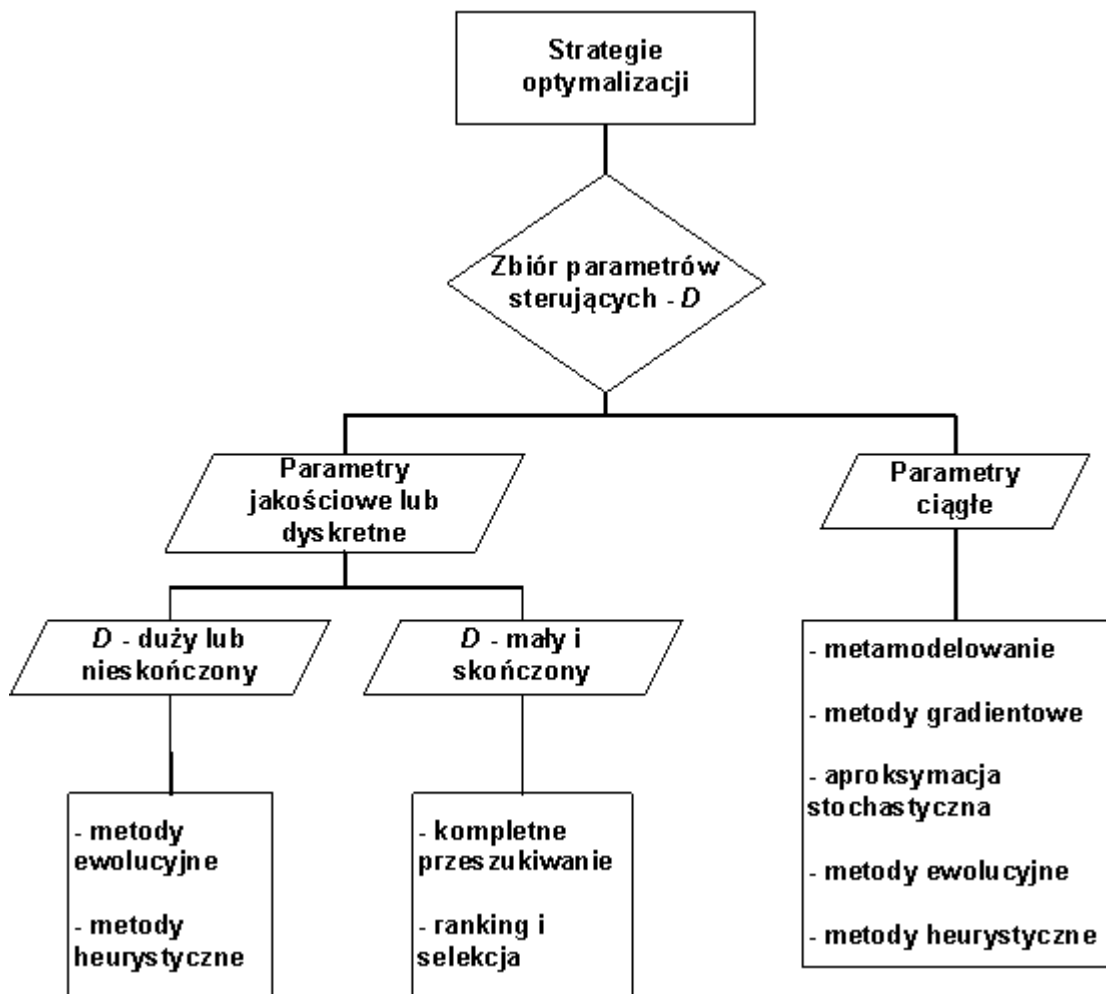 Strategie
optymalizacji
Zbiór parametrów
sterujących - D
Parametry
jakościowe lub
dyskretne
Parametry
ciągłe
D - duży lub
nieskończony
D - mały i
skończony
- metody
ewolucyjne
- metody
heurystyczne
- kompletne
przeszukiwanie
- ranking i
selekcja
- metamodelowanie
- metody gradientowe
- aproksymacja
stochastyczna
- metody ewolucyjne
- metody heurystyczne